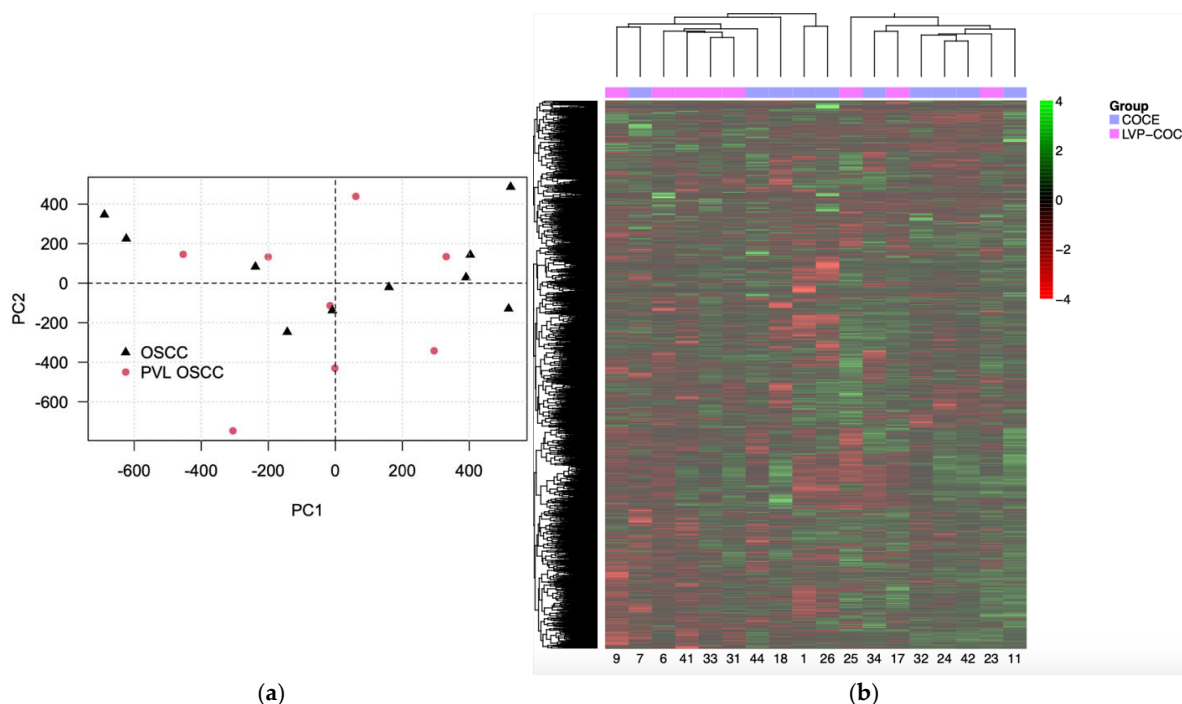 400
200
0
-200
-400
-600
PC2
OSCC
PVL OSCC
-600 -400 -200 0 200 400
PC1
(a)
4
2
0
-2
-4
Group
COCE
LVP-COC
9 7 6 41 33 31 44 18 1 26 25 34 17 32 24 42 23 11
(b)